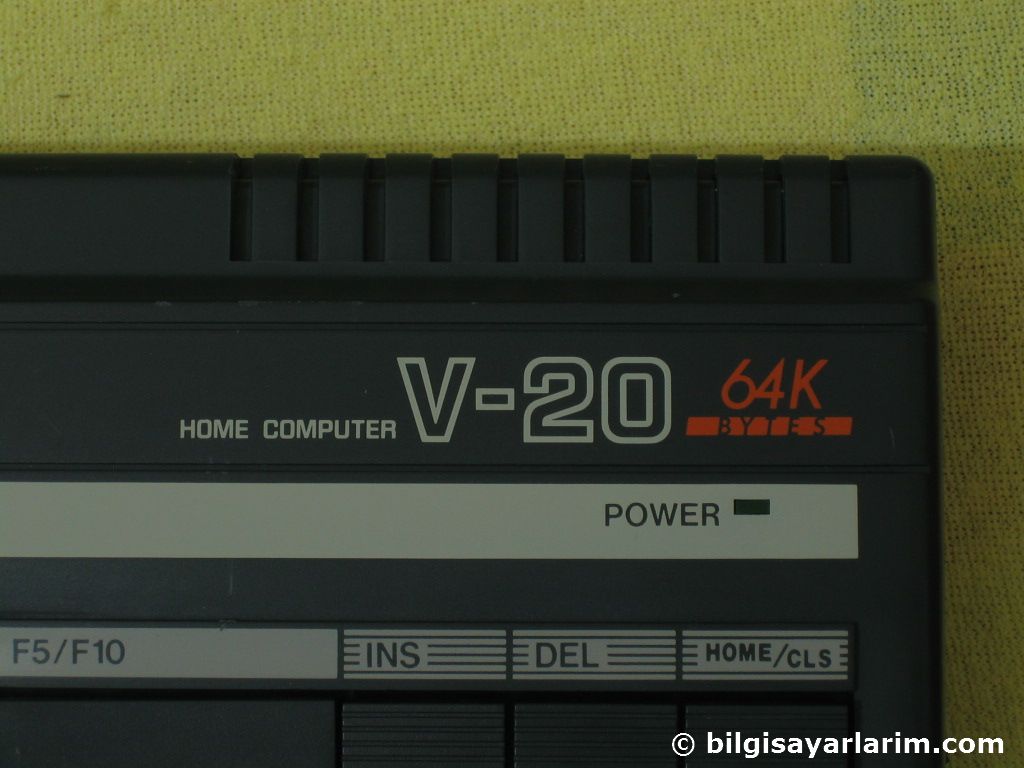 HOME COMPUTER V-20 64K
BYTES
POWER
F5/F10 INS DEL HOME/CLS
© bilgisayarlarim.com